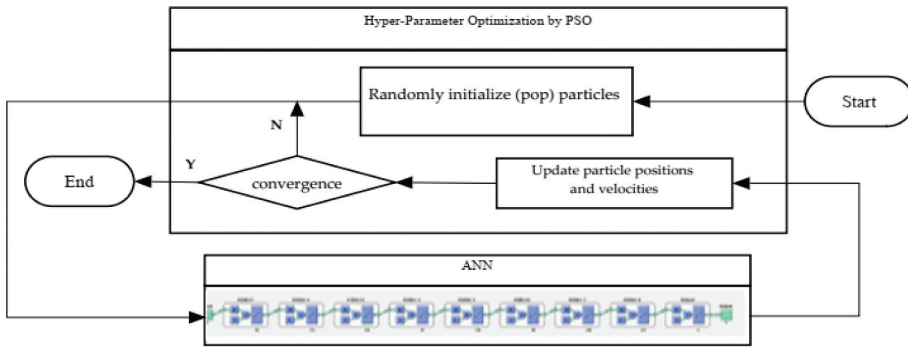 Hyper-Parameter Optimization by PSO
Randomly initialize (pop) particles
Start
N
Y
End
convergence
Update particle positions
and velocities
ANN